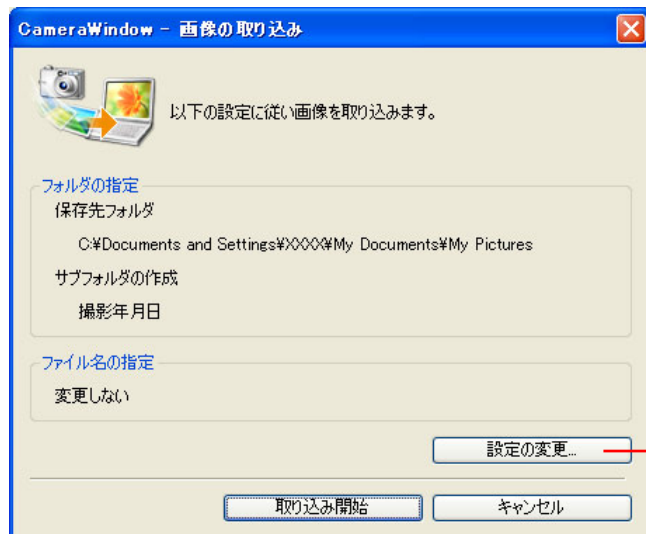 CameraWindow - 画像の取り込み
以下の設定に従い画像を取り込みます。
フォルダの指定
保存先フォルダ
C:¥Documents and Settings¥XXXX¥My Documents¥My Pictures
サブフォルダの作成
撮影年月日
ファイル名の指定
変更しない
設定の変更...
取り込み開始
キャンセル